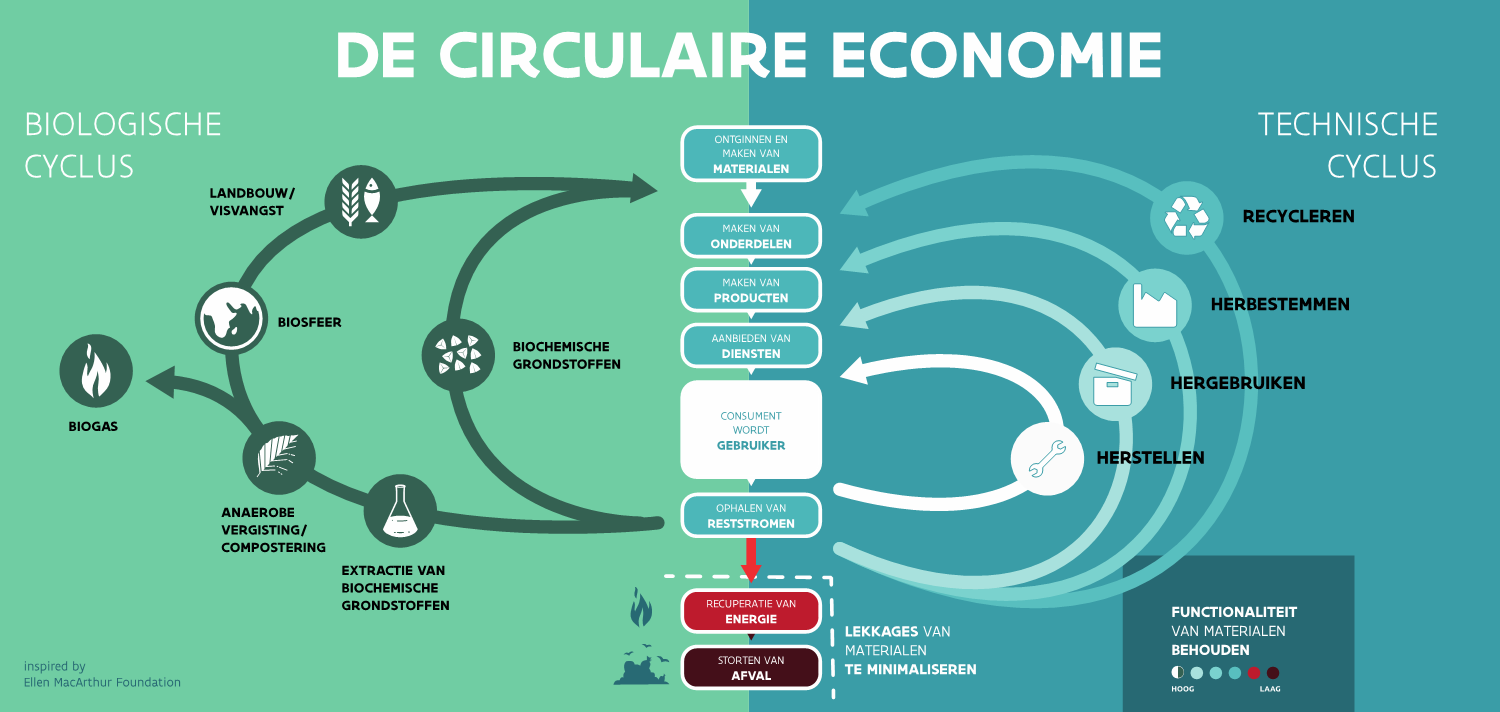 DE CIRCULAIRE ECONOMIE
BIOLOGISCHE
CYCLUS
TECHNISCHE
CYCLUS
LANDBOUW/
VISVANGST
BIOSFEER
BIOGAS
ANAEROBE
VERGISTING/
COMPOSTERING
EXTRACTIE VAN
BIOCHEMISCHE
GRONDSTOFFEN
BIOCHEMISCHE
GRONDSTOFFEN
ONTGINNEN EN
MAKEN VAN
MATERIALEN
MAKEN VAN
ONDERDELEN
MAKEN VAN
PRODUCTEN
AANBIEDEN VAN
DIENSTEN
CONSUMENT
WORDT
GEBRUIKER
OPHALEN VAN
RESTSTROMEN
RECUPERATIE VAN
ENERGIE
STORTEN VAN
AFVAL
RECYCLEREN
HERBESTEMMEN
HERGEBRUIKEN
HERSTELLEN
LEKKAGES VAN
MATERIALEN
TE MINIMALISEREN
FUNCTIONALITEIT
VAN MATERIALEN
BEHOUDEN
HOOG LAAG
inspired by
Ellen MacArthur Foundation